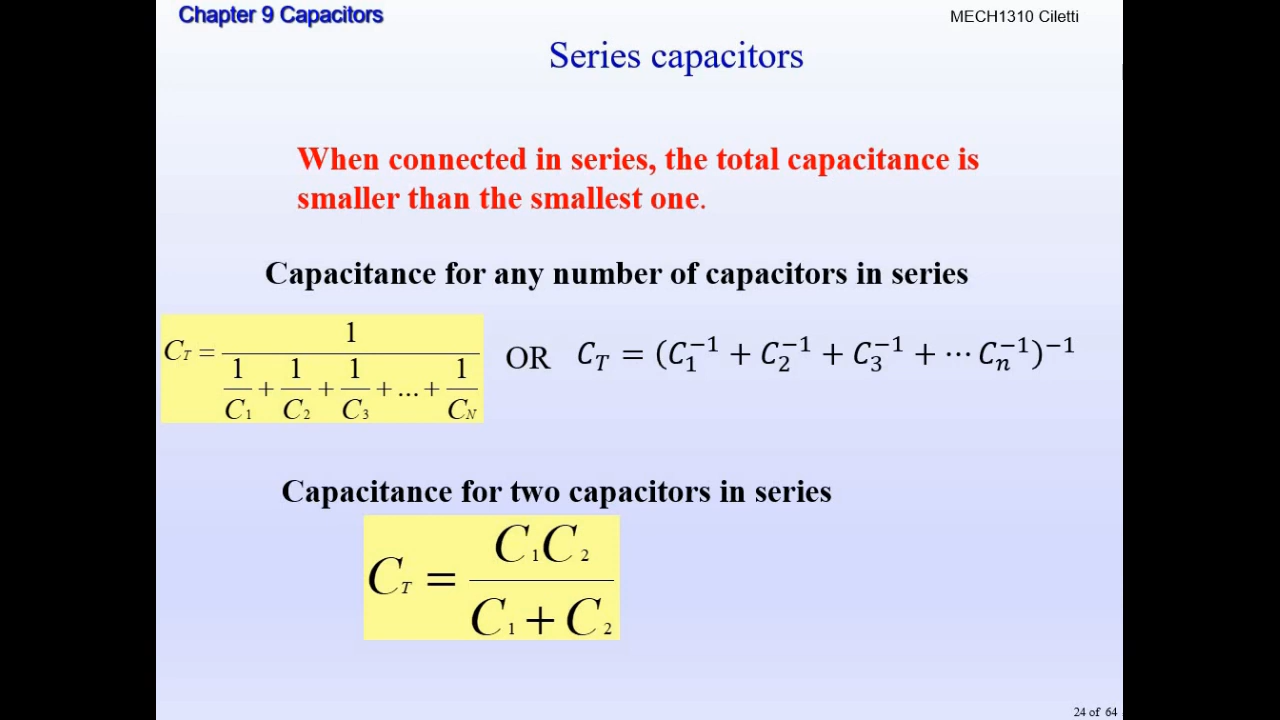 Chapter 9 Capacitors
MECH1310 Ciletti
Series capacitors
When connected in series, the total capacitance is
smaller than the smallest one.
Capacitance for any number of capacitors in series
C_T = 1 / (1/C_1 + 1/C_2 + 1/C_3 + ... + 1/C_N) OR C_T = (C_1^{-1} + C_2^{-1} + C_3^{-1} + ⋯ C_n^{-1})^{-1}
Capacitance for two capacitors in series
C_T = C_1C_2 / (C_1 + C_2)
24 of 64